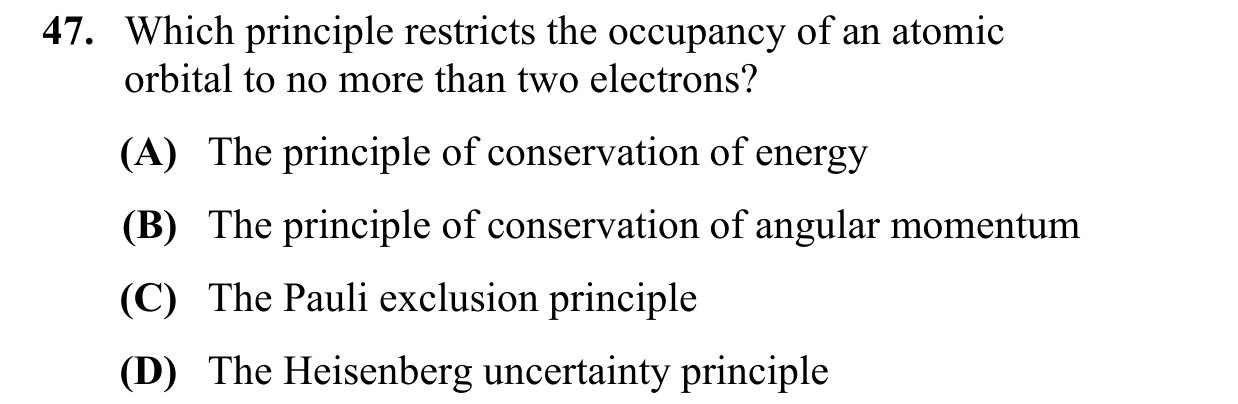 47. Which principle restricts the occupancy of an atomic
orbital to no more than two electrons?
(A) The principle of conservation of energy
(B) The principle of conservation of angular momentum
(C) The Pauli exclusion principle
(D) The Heisenberg uncertainty principle